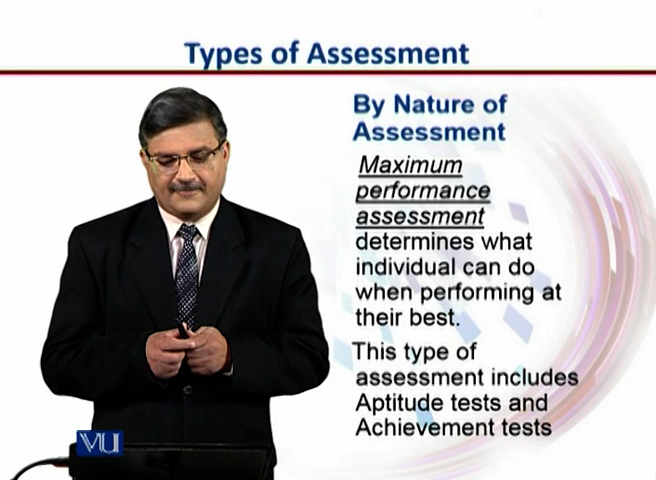 Types of Assessment
By Nature of
Assessment
Maximum
performance
assessment
determines what
individual can do
when performing at
their best.
This type of
assessment includes
Aptitude tests and
Achievement tests
VU